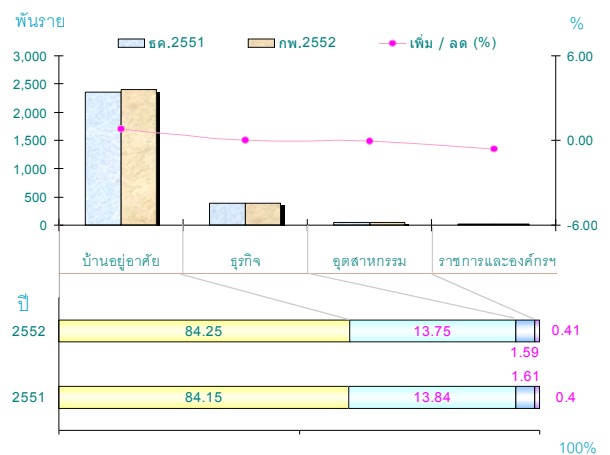 พันราย
%
ธค.2551 กพ.2552 เพิ่ม / ลด (%)
3,000 6.00
2,500
2,000
1,500 0.00
1,000
500
0 -6.00
บ้านอยู่อาศัย ธุรกิจ อุตสาหกรรม ราชการและองค์กรฯ
ปี
2552 84.25 13.75 0.41
1.59
1.61
2551 84.15 13.84 0.4
100%